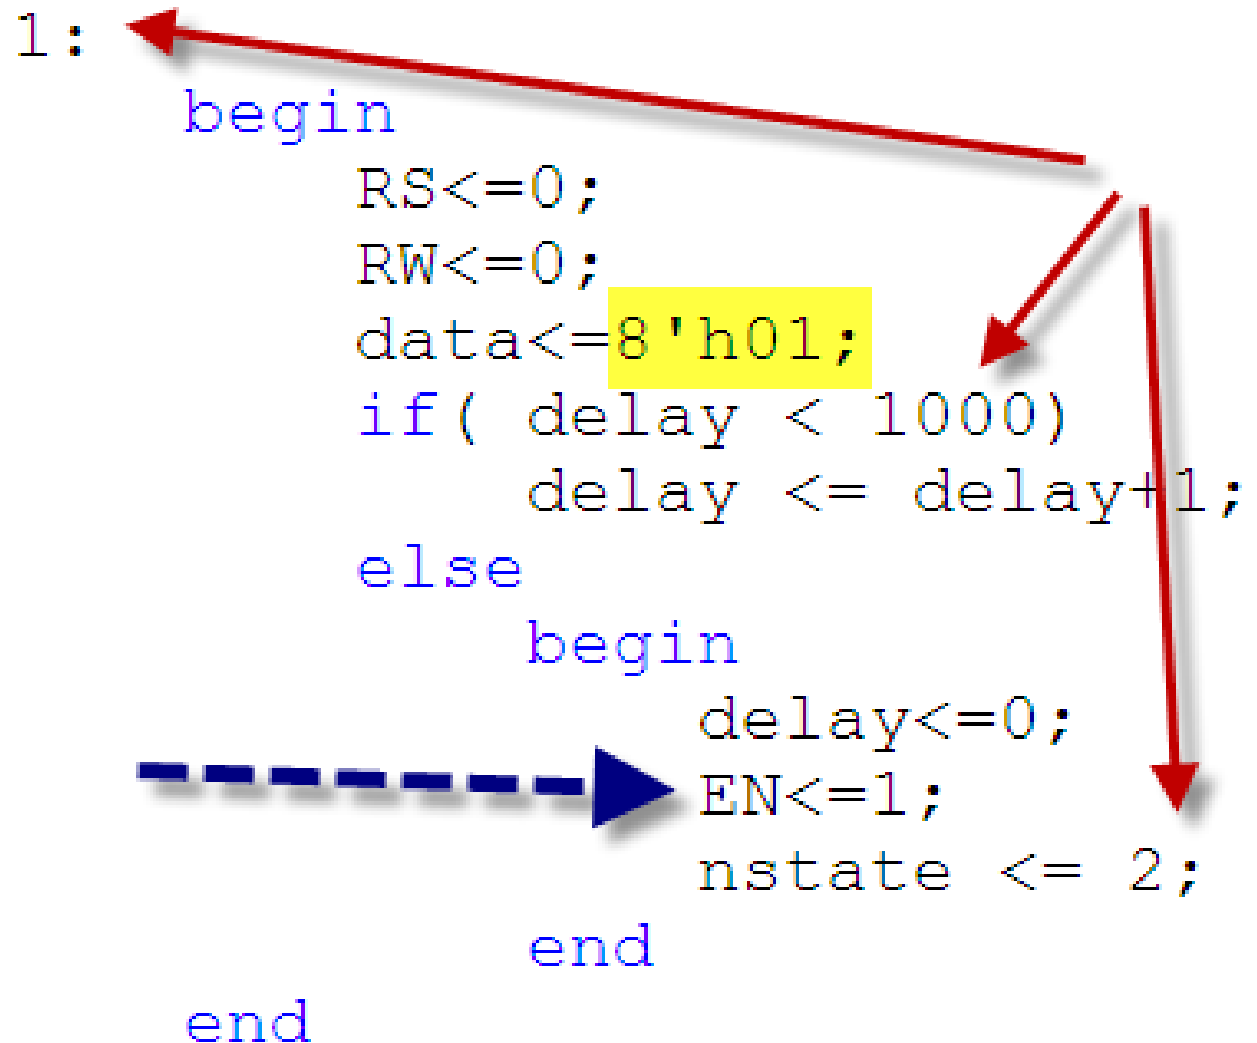 1:
begin
RS<=0;
RW<=0;
data<=8'h01;
if( delay < 1000)
delay <= delay+1;
else
begin
delay<=0;
EN<=1;
nstate <= 2;
end
end